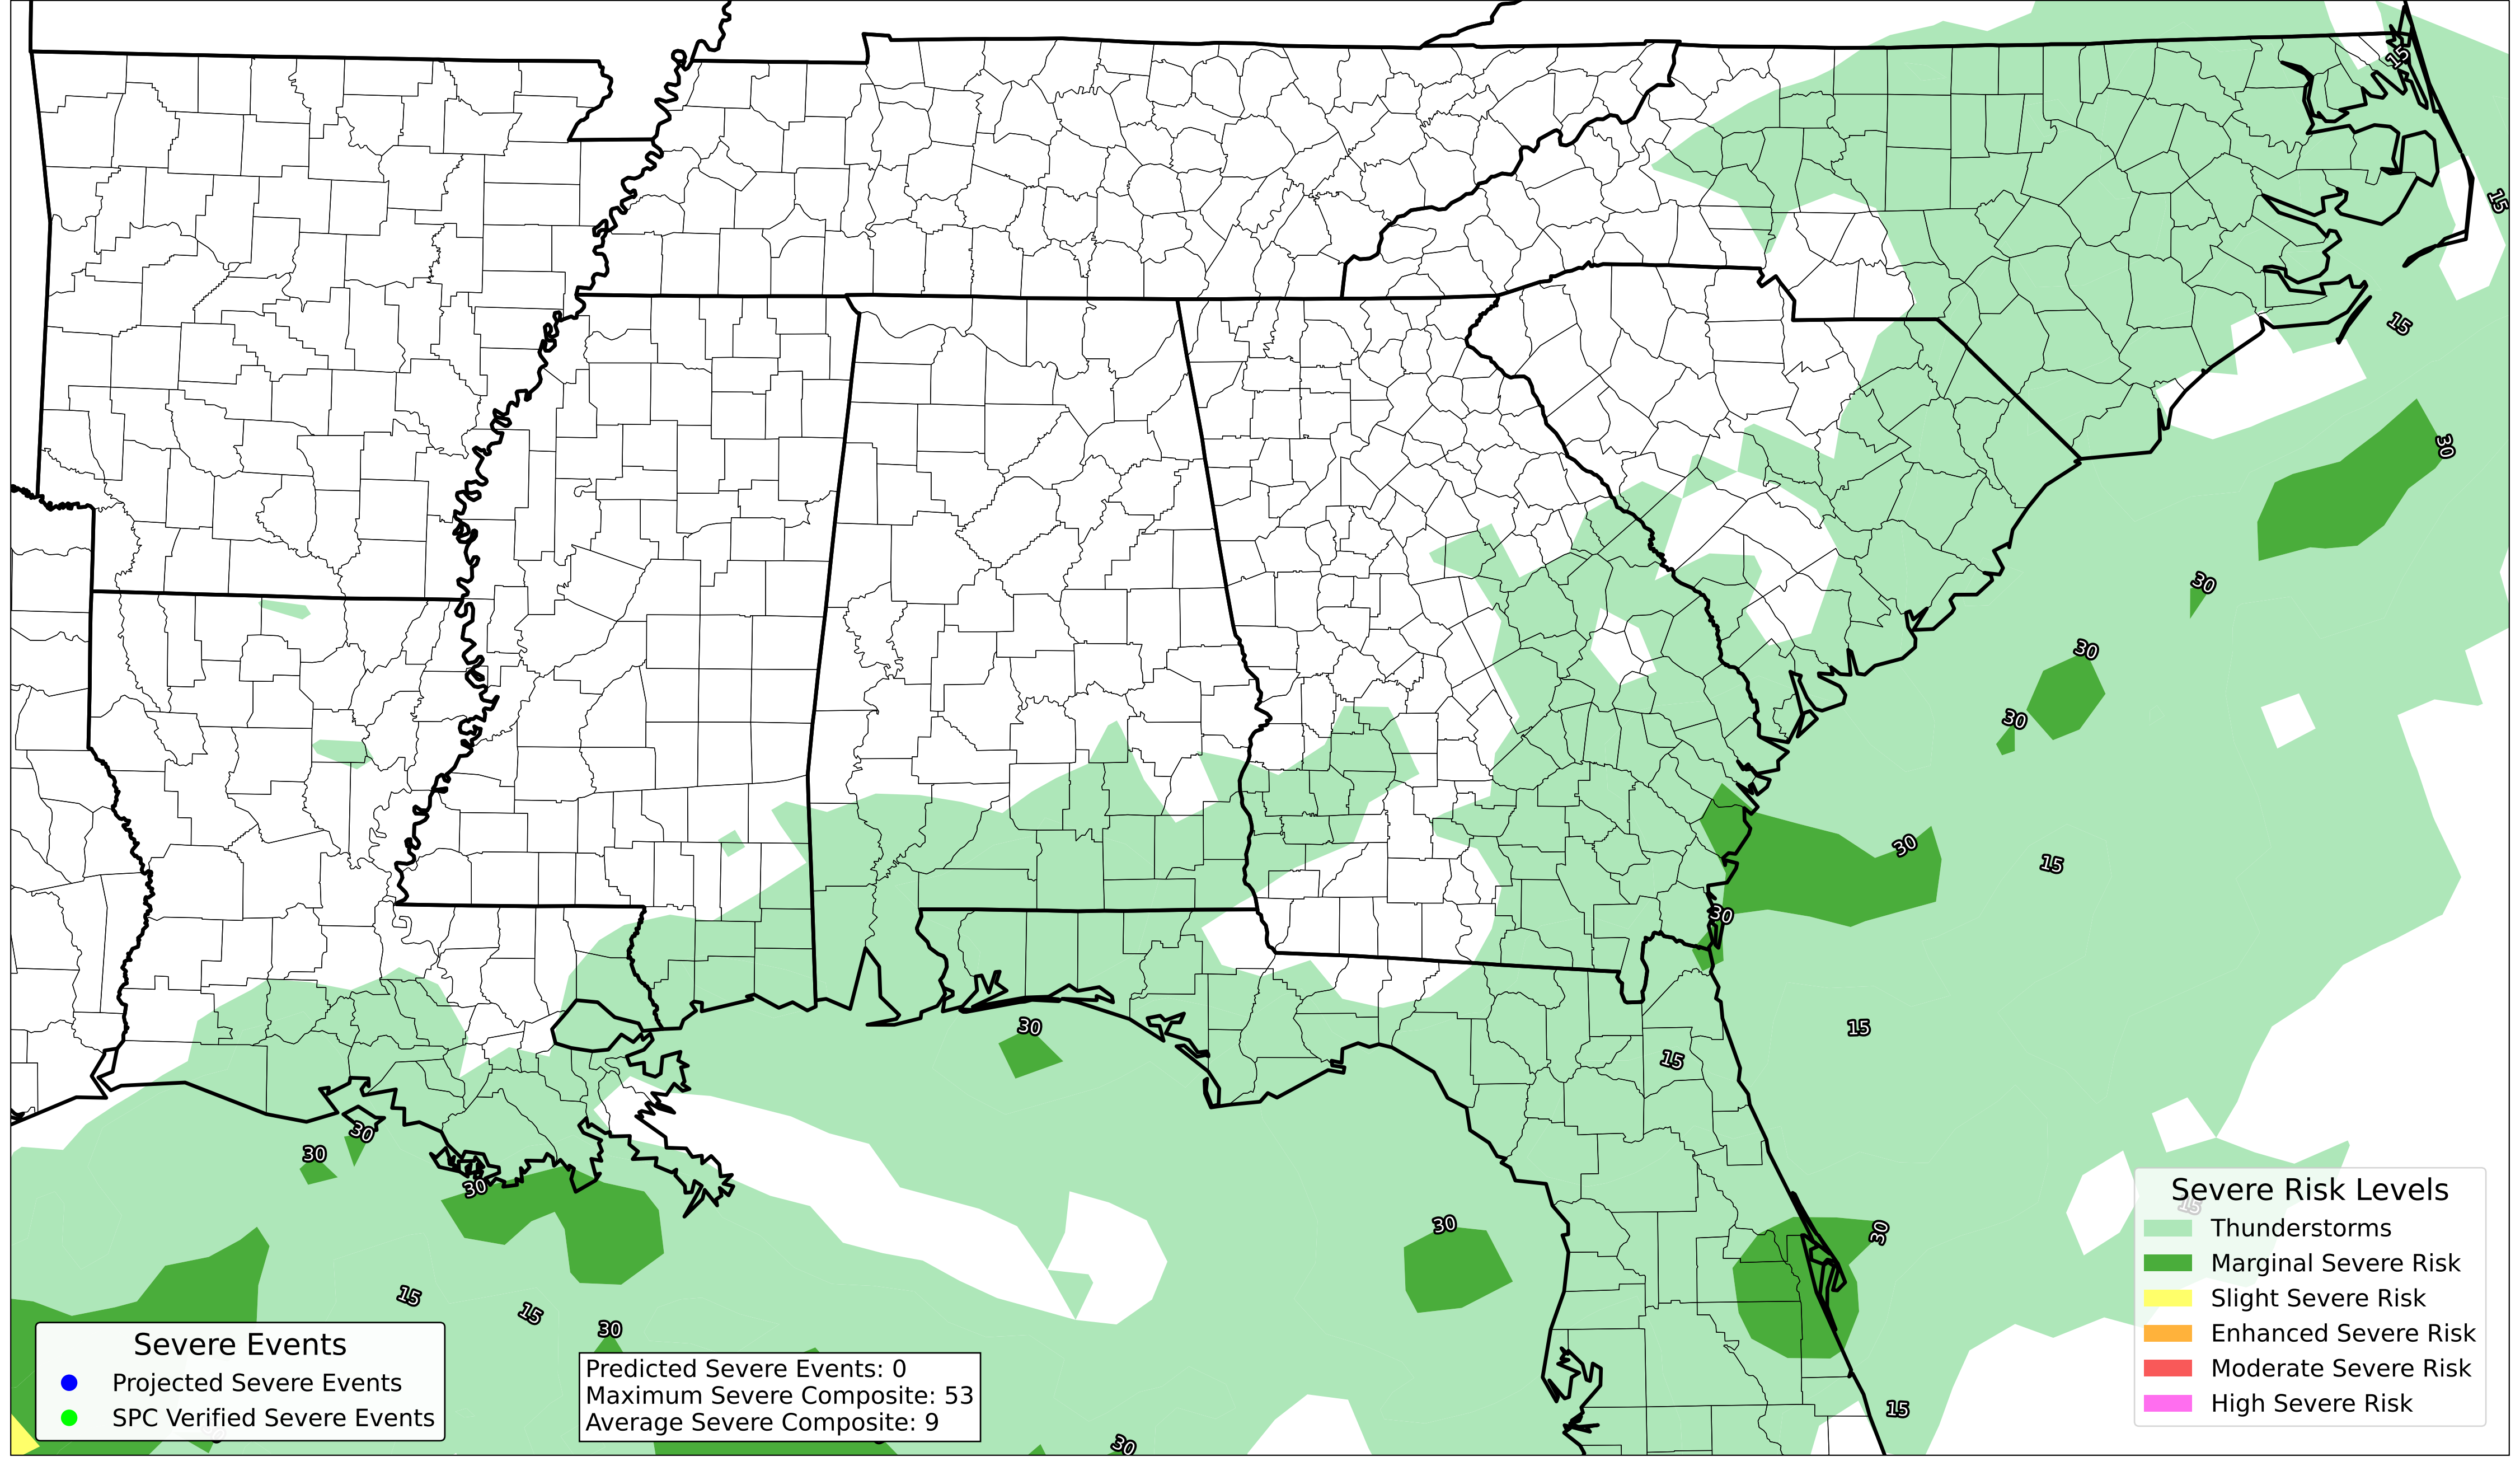 15
15
15
30
30
30
30
30
15
30
15
30
15
30
30
30
15
30
30
15
15
30
15
15
30
30
Severe Risk Levels
Thunderstorms
Marginal Severe Risk
Slight Severe Risk
Enhanced Severe Risk
Moderate Severe Risk
High Severe Risk
Severe Events
Projected Severe Events
SPC Verified Severe Events
Predicted Severe Events: 0
Maximum Severe Composite: 53
Average Severe Composite: 9